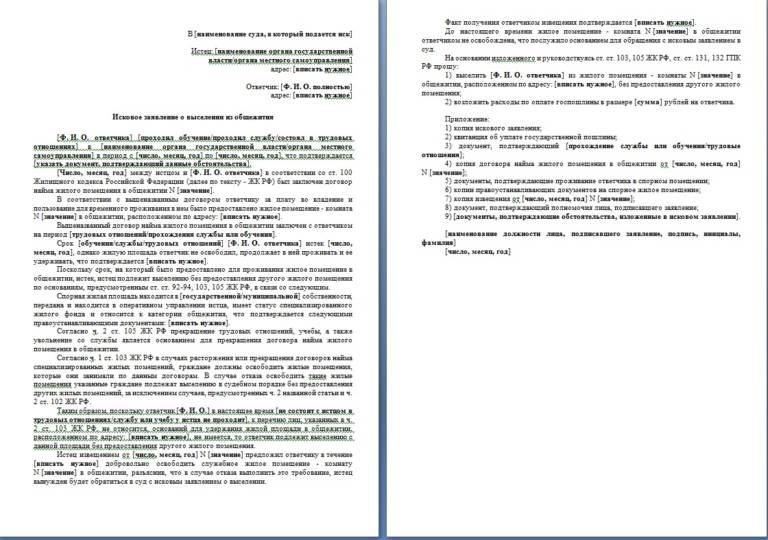 В [наименование суда, в который подается иск]
Истец: [наименование органа государственной
власти/органа местного самоуправления]
адрес: [вписать нужное]
Ответчик: [Ф. И. О. полностью]
адрес: [вписать нужное]
Исковое заявление о выселении из общежития
[Ф. И. О. ответчика] [проходил обучение/проходил службу/состоял в трудовых
отношениях] в [наименование органа государственной власти/органа местного
самоуправления] в период с [число, месяц, год] по [число, месяц, год], что подтверждается
[указать документ, подтверждающий данные обстоятельства].
[Число, месяц, год] между истцом и [Ф. И. О. ответчика] в соответствии со ст. 100
Жилищного кодекса Российской Федерации (далее по тексту - ЖК РФ) был заключен договор
найма жилого помещения в общежитии N [значение].
В соответствии с вышеназванным договором ответчику за плату во владение и
пользование для временного проживания в нем было предоставлено жилое помещение - комната
N [значение] в общежитии, расположенном по адресу: [вписать нужное].
Вышеназванный договор найма жилого помещения в общежитии заключен с ответчиком
на период [трудовых отношений/прохождения службы или обучения].
Срок [обучения/службы/трудовых отношений] [Ф. И. О. ответчика] истек [число,
месяц, год], однако жилую площадь ответчик не освободил, продолжает в ней проживать и ее
удерживать, что подтверждается [вписать нужное].
Поскольку срок, на который было предоставлено для проживания жилое помещение в
общежитии, истек, истец подлежит выселению без предоставления другого жилого помещения
по основаниям, предусмотренным ст. ст. 92-94, 103, 105 ЖК РФ, в связи со следующим.
Спорная жилая площадь находится в [государственной/муниципальной] собственности,
передана и находится в оперативном управлении истца, имеет статус специализированного
жилого фонда и относится к категории общежития, что подтверждается следующими
правоустанавливающими документами: [вписать нужное].
Согласно ч. 2 ст. 105 ЖК РФ прекращение трудовых отношений, учебы, а также
увольнение со службы является основанием для прекращения договора найма жилого
помещения в общежитии.
Согласно ч. 1 ст. 103 ЖК РФ в случаях расторжения или прекращения договоров найма
специализированных жилых помещений, граждане должны освободить жилые помещения,
которые они занимали по данным договорам. В случае отказа освободить такие жилые
помещения указанные граждане подлежат выселению в судебном порядке без предоставления
других жилых помещений, за исключением случаев, предусмотренных ч. 2 названной статьи и ч.
2 ст. 102 ЖК РФ.
Таким образом, поскольку ответчик [Ф. И. О.] в настоящее время [не состоит с истцом в
трудовых отношениях/службу или учебу у истца не проходит], к перечню лиц, указанных в ч.
2 ст. 105 ЖК РФ, не относится, оснований для удержания жилой площади в общежитии,
расположенном по адресу: [вписать нужное], не имеется, то ответчик подлежит выселению с
данной площади без предоставления другого жилого помещения.
Истец извещением от [число, месяц, год] N [значение] предложил ответчику в течение
[вписать нужное] добровольно освободить служебное жилое помещение - комнату
N [значение] в общежитии, разъяснив, что в случае отказа выполнить это требование, истец
вынужден будет обратиться в суд с исковым заявлением о выселении.
Факт получения ответчиком извещения подтверждается [вписать нужное].
До настоящего времени жилое помещение - комната N [значение] в общежитии
ответчиком не освобождена, что послужило основанием для обращения с исковым заявлением в
суд.
На основании изложенного и руководствуясь ст. ст. 103, 105 ЖК РФ, ст. ст. 131, 132 ГПК
РФ прошу:
1) выселить [Ф. И. О. ответчика] из жилого помещения - комнаты N [значение] в
общежитии, расположенном по адресу: [вписать нужное], без предоставления другого жилого
помещения;
2) возложить расходы по оплате госпошлины в размере [сумма] рублей на ответчика.
Приложение:
1) копия искового заявления;
2) квитанция об уплате государственной пошлины;
3) документ, подтверждающий [прохождение службы или обучения/трудовые
отношения];
4) копия договора найма жилого помещения в общежитии от [число, месяц, год]
N [значение];
5) документы, подтверждающие проживание ответчика в спорном помещении;
6) копии правоустанавливающих документов на спорное жилое помещение;
7) копия извещения от [число, месяц, год] N [значение];
8) документ, подтверждающий полномочия лица, подписавшего заявление;
9) [документы, подтверждающие обстоятельства, изложенные в исковом заявлении].
[наименование должности лица, подписавшего заявление, подпись, инициалы,
фамилия]
[число, месяц, год]